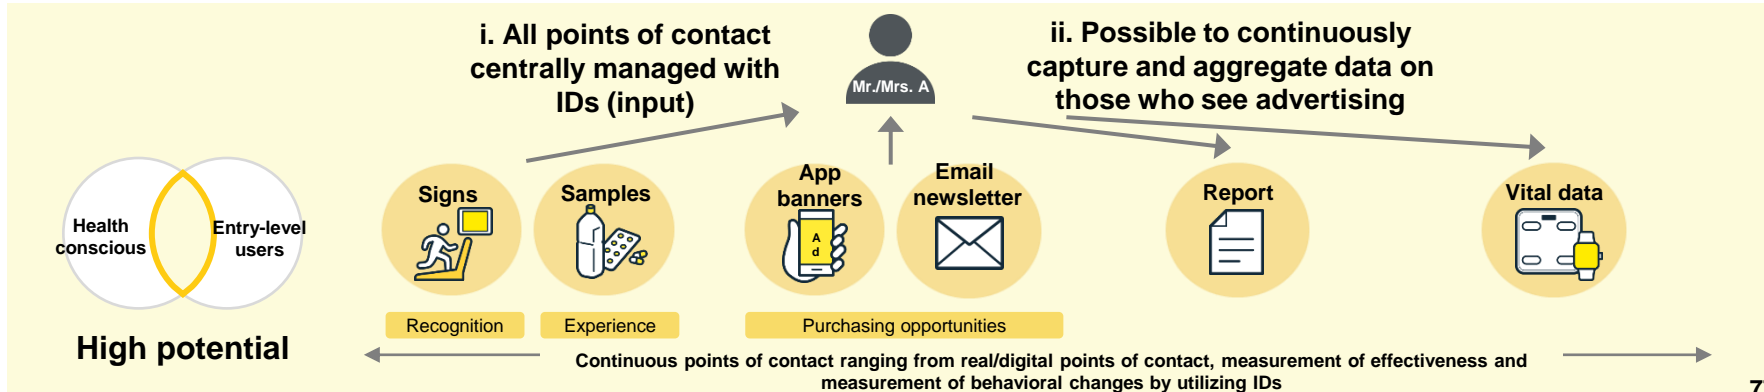 i. All points of contact
centrally managed with
IDs (input)
Mr./Mrs. A
ii. Possible to continuously
capture and aggregate data on
those who see advertising
Health
conscious
Entry-level
users
High potential
Signs
Samples
App
banners
A
d
Email
newsletter
Report
Vital data
Recognition
Experience
Purchasing opportunities
Continuous points of contact ranging from real/digital points of contact, measurement of effectiveness and
measurement of behavioral changes by utilizing IDs
7